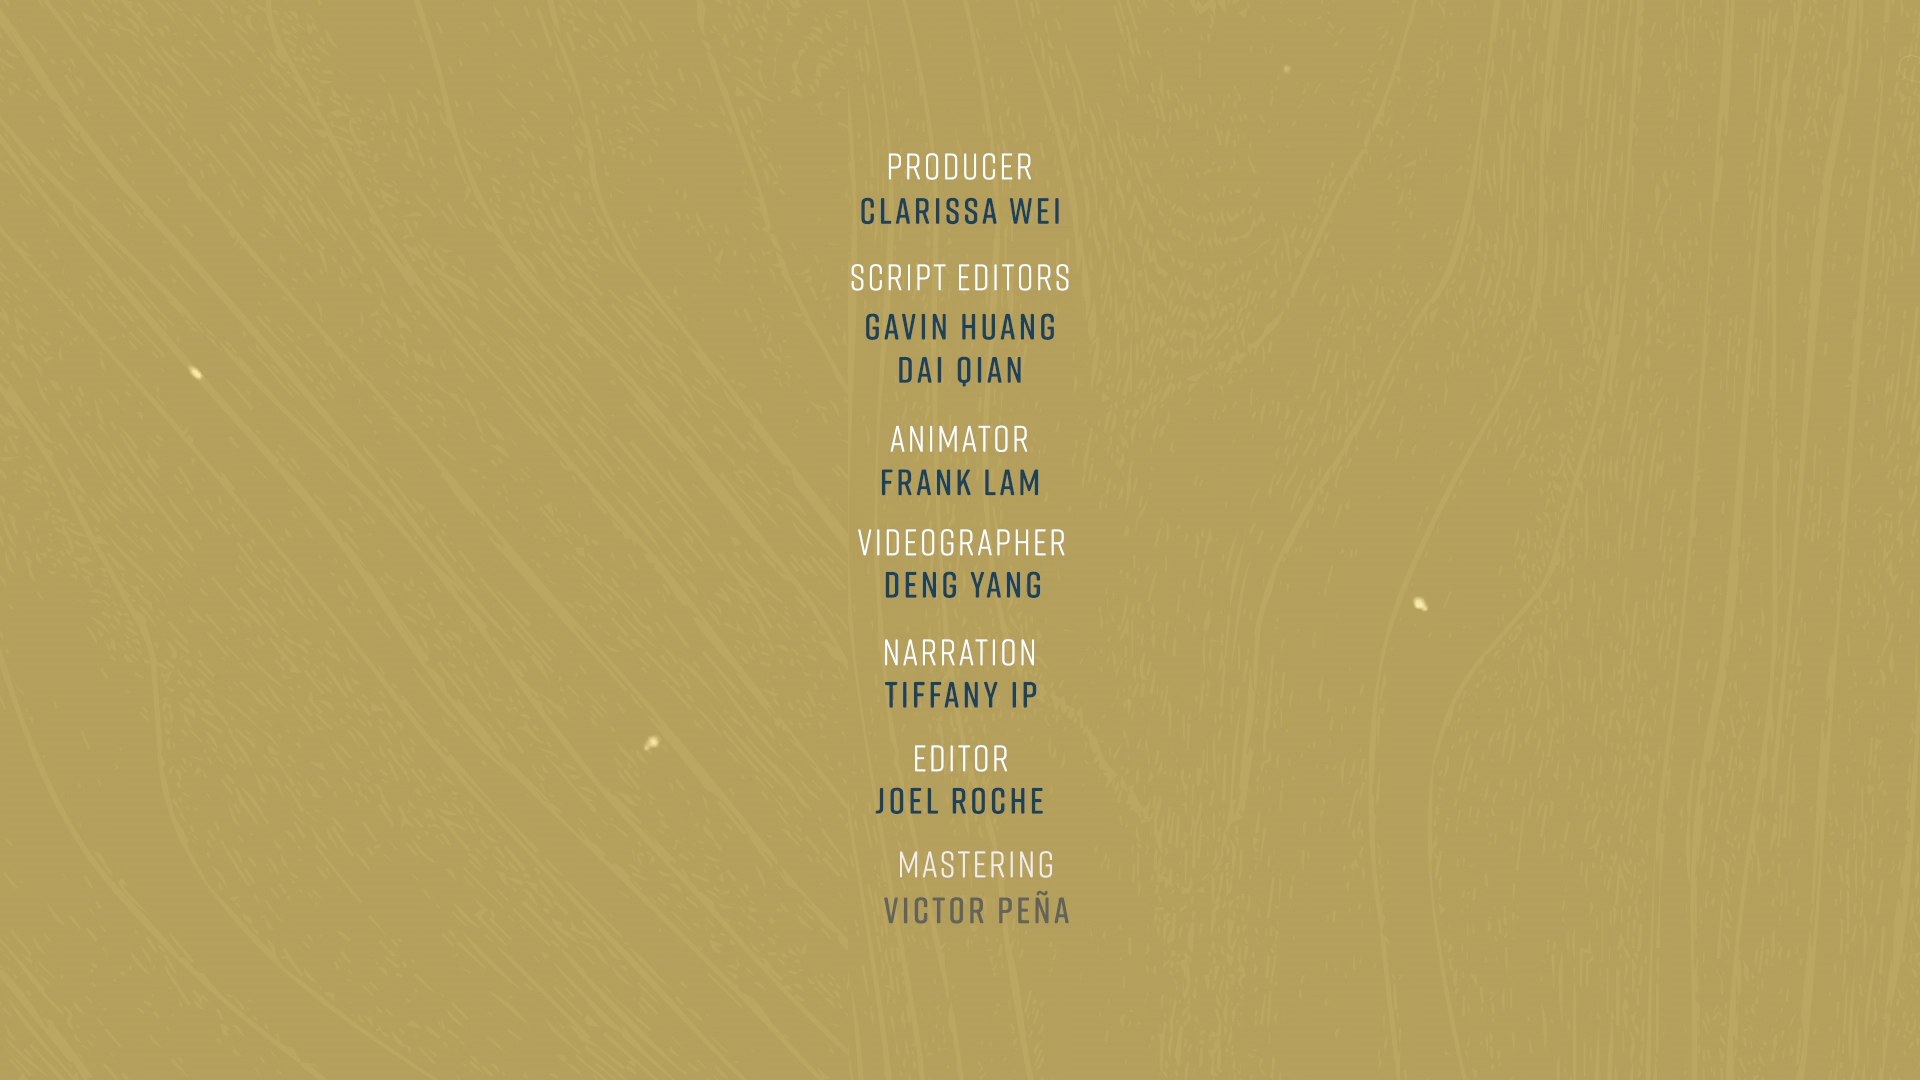 PRODUCER
CLARISSA WEI
SCRIPT EDITORS
GAVIN HUANG
DAI QIAN
ANIMATOR
FRANK LAM
VIDEOGRAPHER
DENG YANG
NARRATION
TIFFANY IP
EDITOR
JOEL ROCHE
MASTERING
VICTOR PEÑA